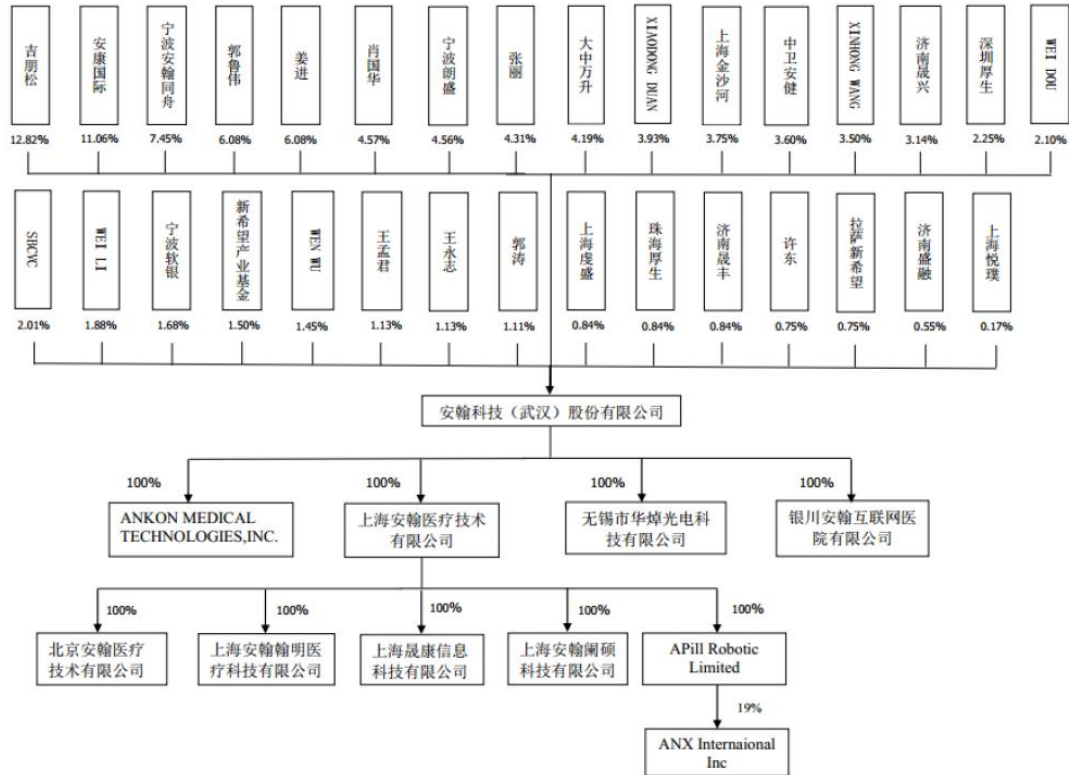 吉朋松
安康国际
宁波安翰同舟
郭鲁伟
姜进
肖国华
宁波朗盛
张丽
大中万升
XIAODONG DUAN
上海金沙河
中卫安健
XINHONG WANG
济南晟兴
深圳厚生
WEI DOU
12.82%
11.06%
7.45%
6.08%
6.08%
4.57%
4.56%
4.31%
4.19%
3.93%
3.75%
3.60%
3.50%
3.14%
2.25%
2.10%
SBCVC
WEI LI
宁波软银
新希望产业基金
WEN WU
王孟君
王永志
郭涛
上海虔盛
珠海厚生
济南晟丰
许东
拉萨新希望
济南盛融
上海悦璞
2.01%
1.88%
1.68%
1.50%
1.45%
1.13%
1.13%
1.11%
0.84%
0.84%
0.84%
0.75%
0.75%
0.55%
0.17%
安翰科技（武汉）股份有限公司
100%
100%
100%
100%
ANKON MEDICAL
TECHNOLOGIES,INC.
上海安翰医疗技术
有限公司
无锡市华焯光电科
技有限公司
银川安翰互联网医
院有限公司
100%
100%
100%
100%
100%
北京安翰医疗
技术有限公司
上海安翰翰明医
疗科技有限公司
上海晟康信息
科技有限公司
上海安翰阑硕
科技有限公司
APill Robotic
Limited
19%
ANX Internaional
Inc